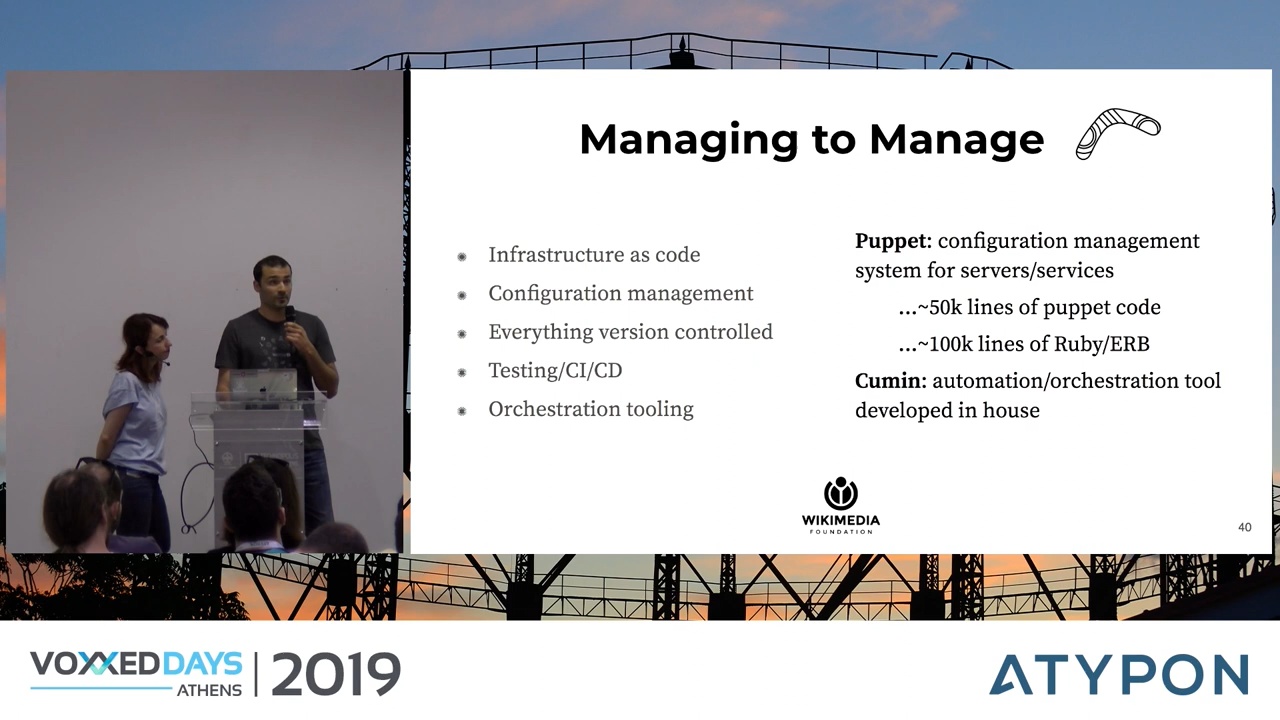 Managing to Manage
Infrastructure as code
Configuration management
Everything version controlled
Testing/CI/CD
Orchestration tooling
Puppet: configuration management
system for servers/services
...~50k lines of puppet code
...~100k lines of Ruby/ERB
Cumin: automation/orchestration tool
developed in house
WIKIMEDIA
FOUNDATION
40
VOXXED DAYS
ATHENS
2019
ATYPON